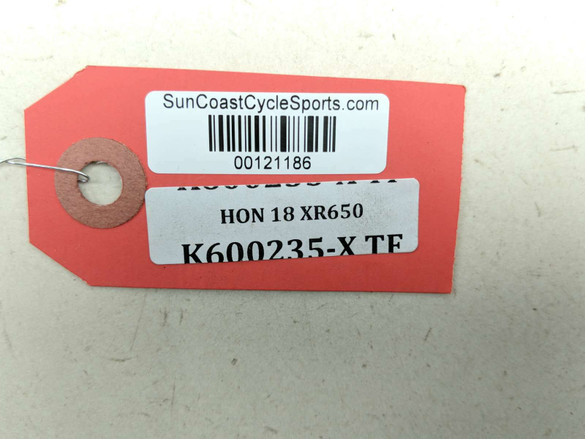 SunCoastCycleSports.com
00121186
HON 18 XR650
K600235-X TF